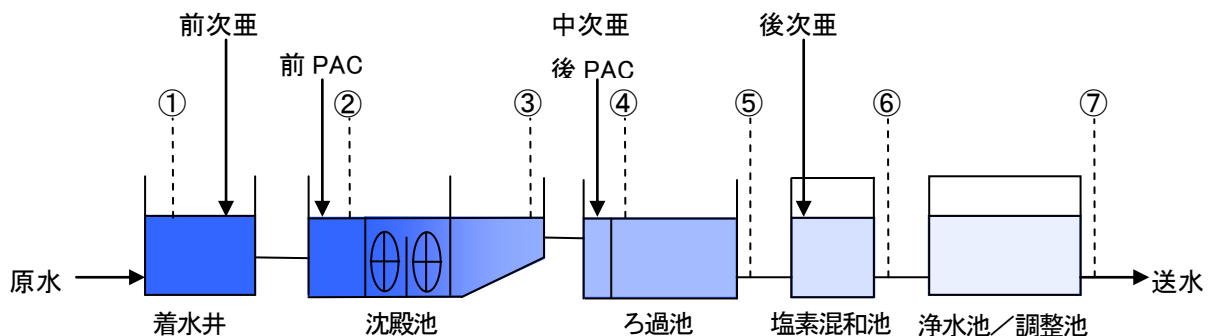 前次亜
中次亜
後次亜
前 PAC
後 PAC
①
②
③
④
⑤
⑥
⑦
原水
送水
着水井
沈殿池
ろ過池
塩素混和池
浄水池／調整池